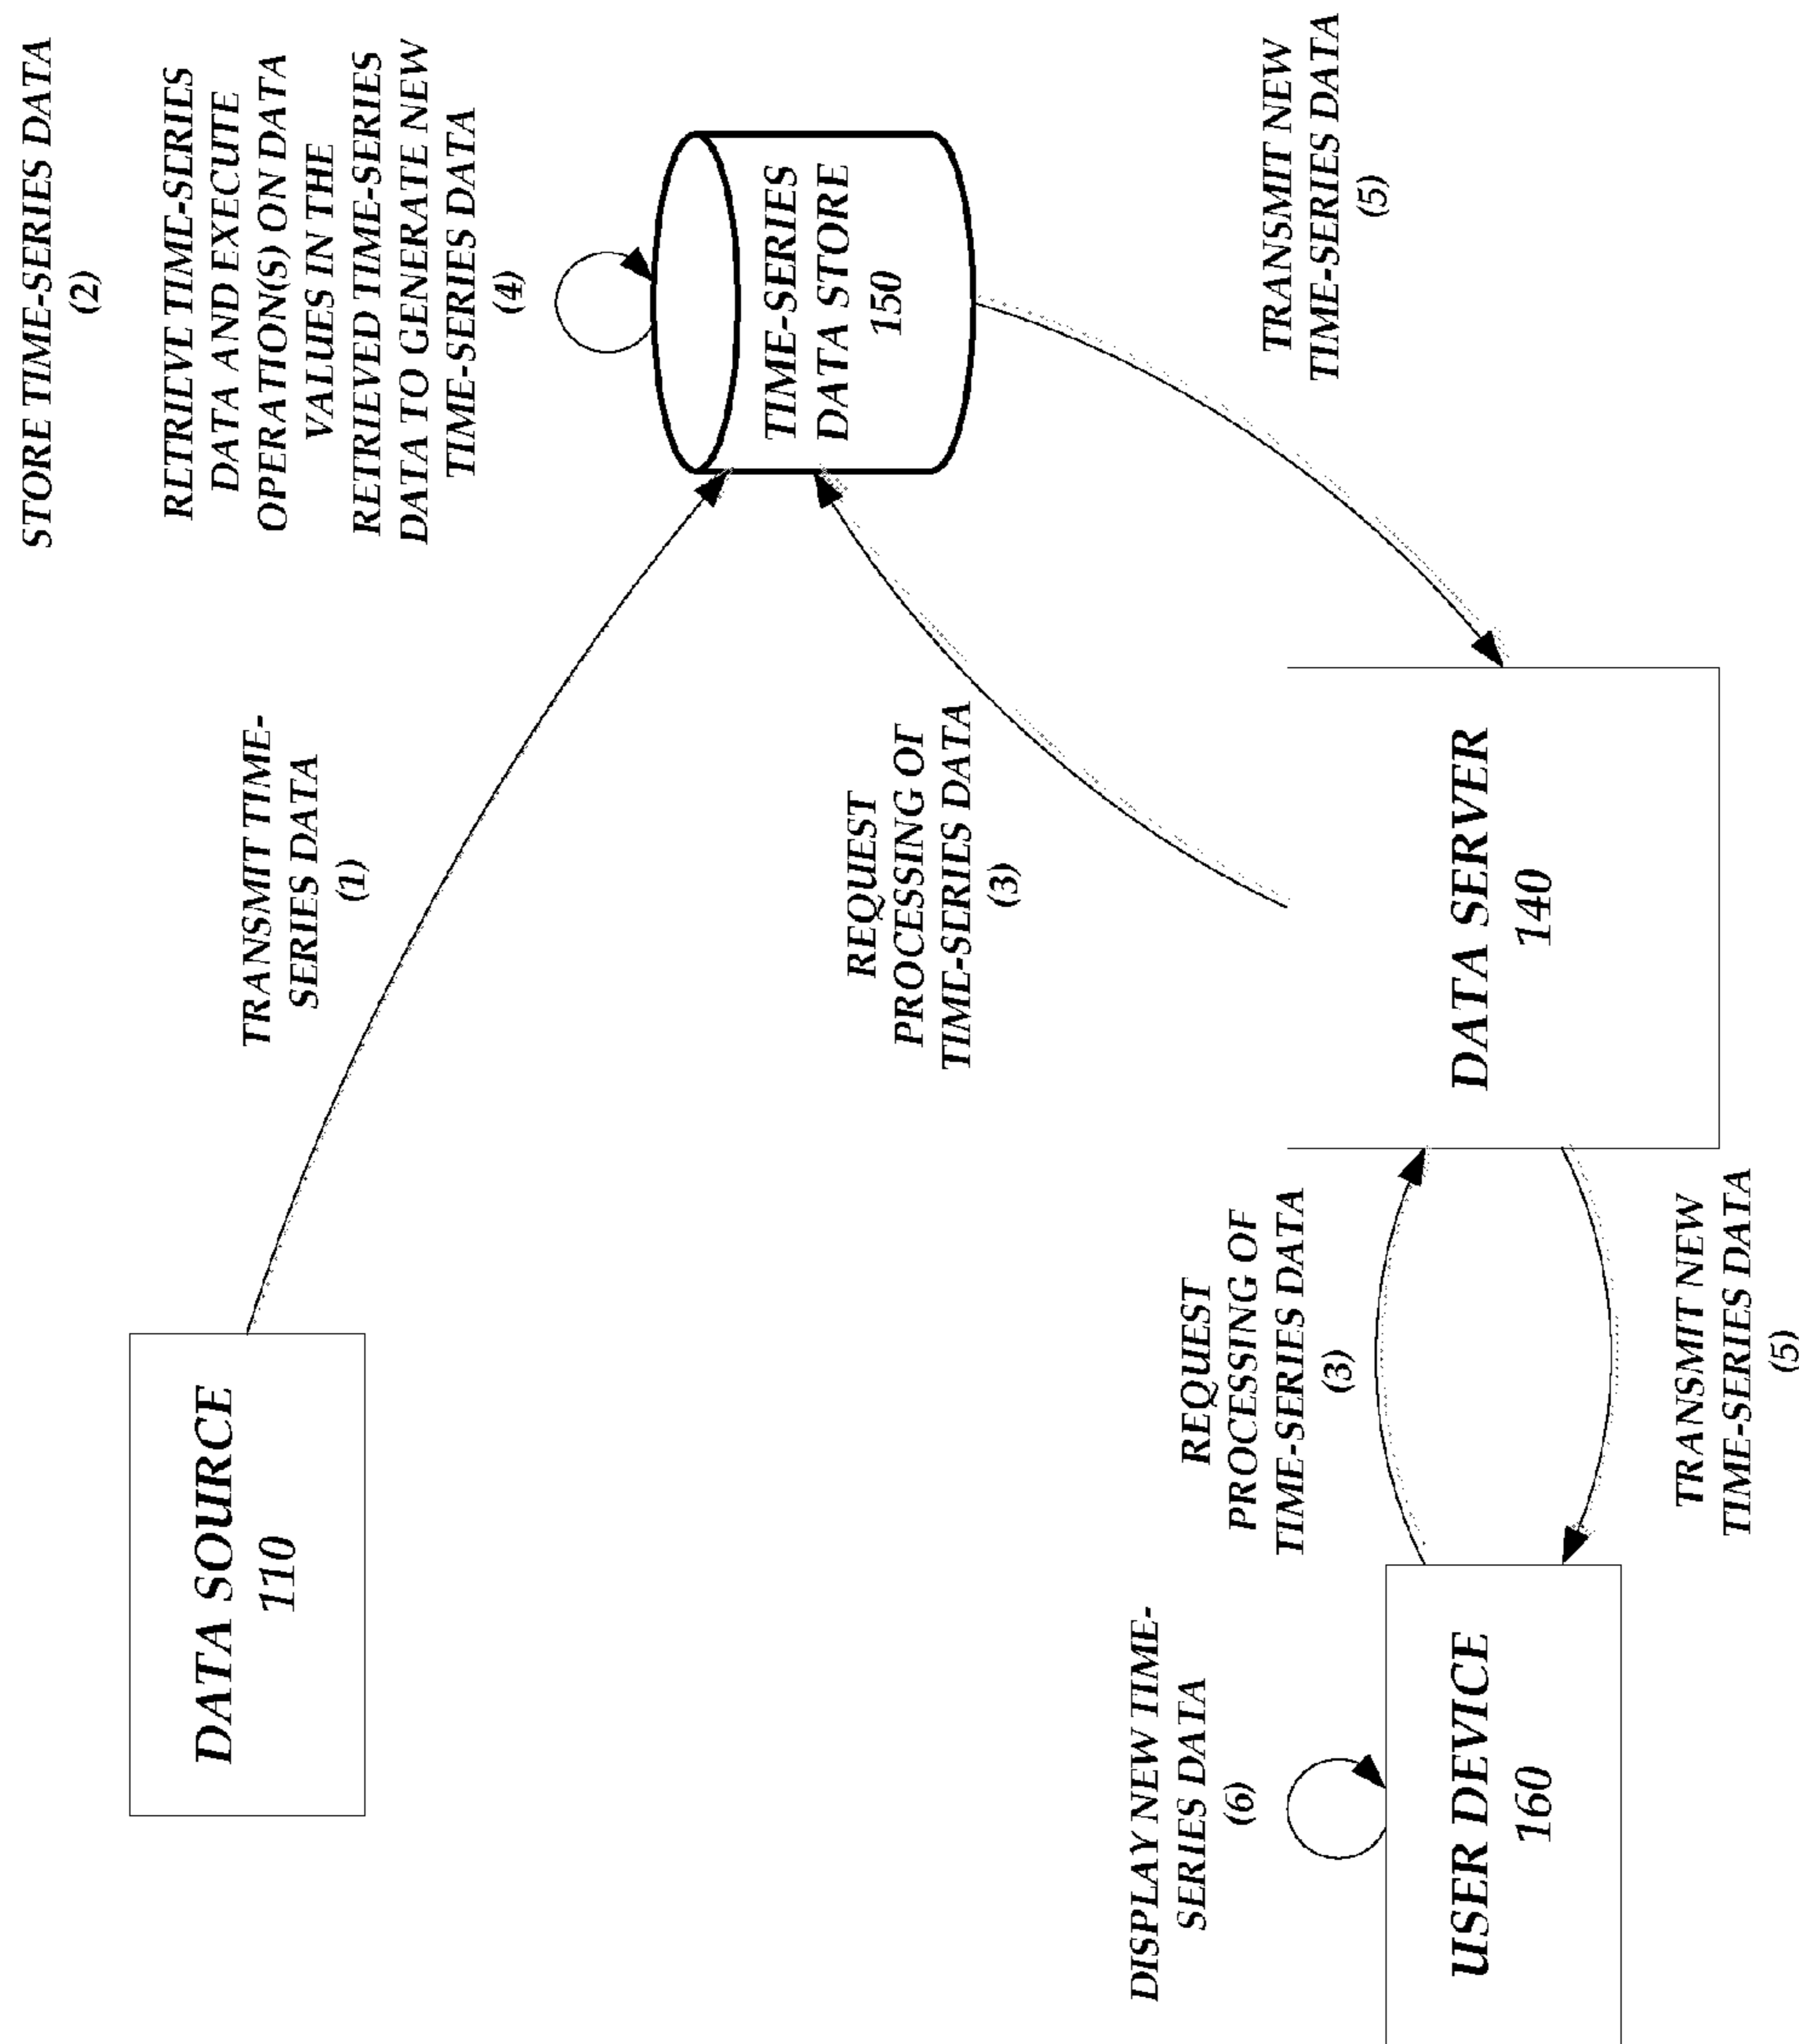 STORE TIME-SERIES DATA
(2)
RETRIEVE TIME-SERIES
DATA AND EXECUTE
OPERATION(S) ON DATA
VALUES IN THE
RETRIEVED TIME-SERIES
DATA TO GENERATE NEW
TIME-SERIES DATA
(4)
TRANSMIT TIME-
SERIES DATA
(1)
DATA SOURCE
110
TIME-SERIES
DATA STORE
150
REQUEST
PROCESSING OF
TIME-SERIES DATA
(3)
DISPLAY NEW TIME-
SERIES DATA
(6)
REQUEST
PROCESSING OF
TIME-SERIES DATA
(3)
TRANSMIT NEW
TIME-SERIES DATA
(5)
USER DEVICE
160
DATA SERVER
140
TRANSMIT NEW
TIME-SERIES DATA
(5)